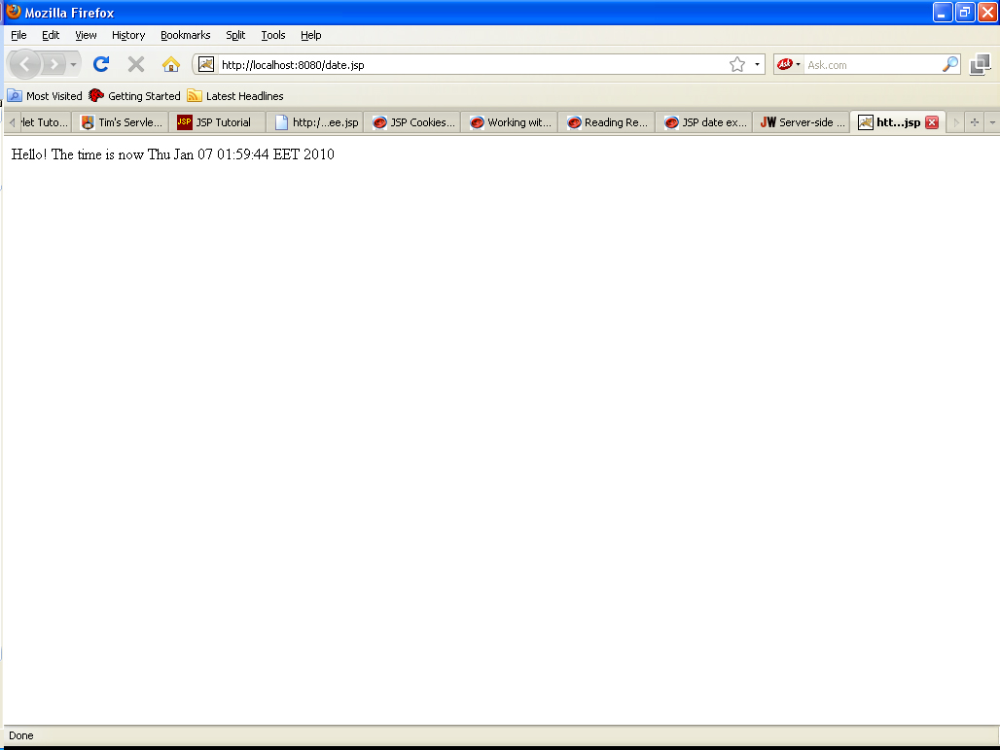 Mozilla Firefox
File Edit View History Bookmarks Split Tools Help
http://localhost:8080/date.jsp Ask Ask.com
Most Visited Getting Started Latest Headlines
let Tuto... Tim's Servle... JSP JSP Tutorial http:/...ee.jsp JSP Cookies... Working wit... Reading Re... JSP date ex... JW Server-side ... htt...jsp
Hello! The time is now Thu Jan 07 01:59:44 EET 2010
Done